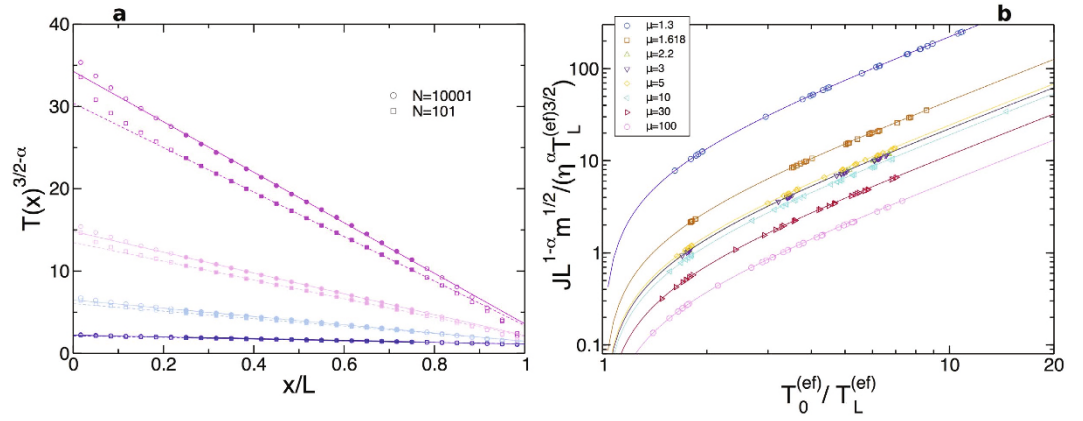 a
T(x)^{3/2-α}
40
30
20
10
0
N=10001
N=101
0 0.2 0.4 0.6 0.8 1
x/L
b
μ=1.3
μ=1.618
μ=2.2
μ=3
μ=5
μ=10
μ=30
μ=100
JL^{1-α}m^{1/2}/(η^αT_L^{(ef)3/2})
100
10
1
0.1
1 10 20
T_0^{(ef)}/T_L^{(ef)}